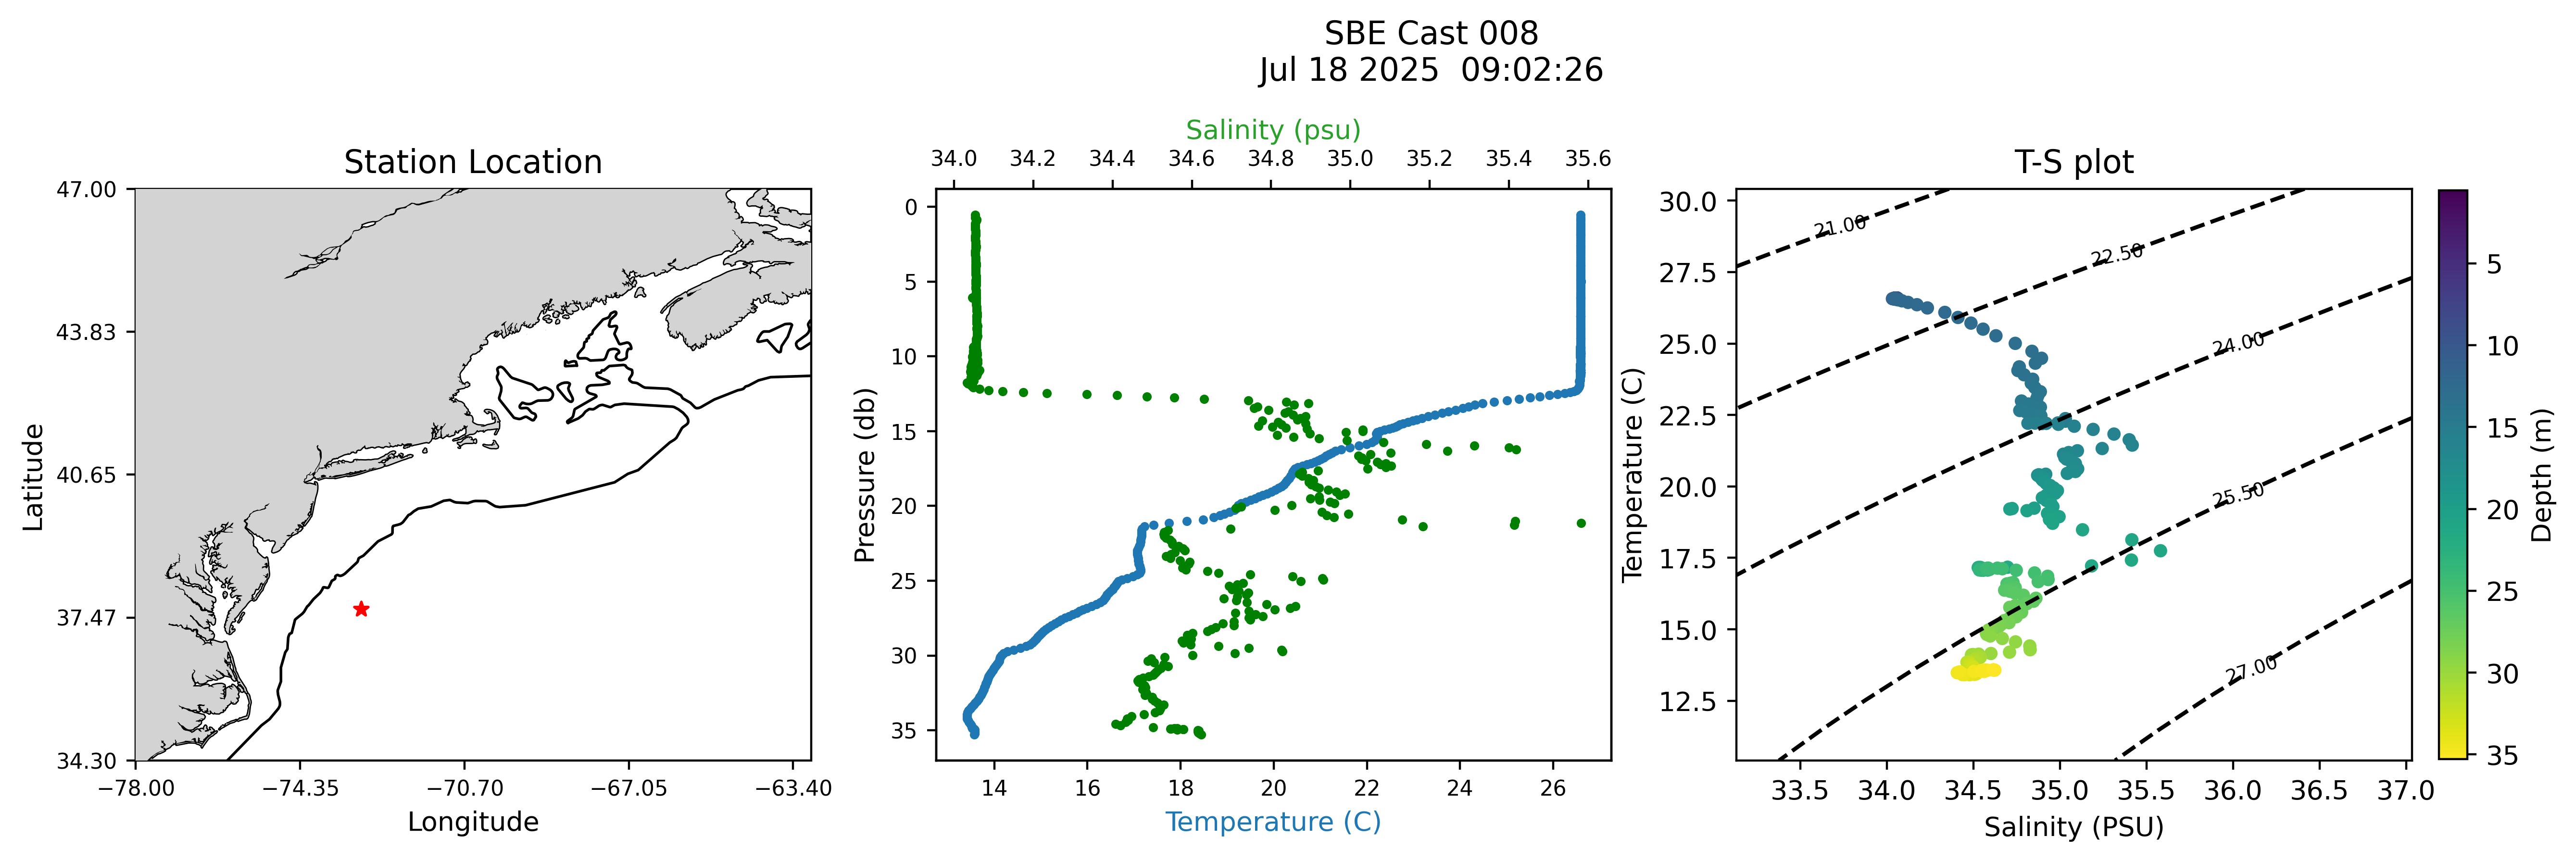 SBE Cast 008
Jul 18 2025  09:02:26
Station Location
47.00
43.83
40.65
37.47
34.30
Latitude
−78.00 −74.35 −70.70 −67.05 −63.40
Longitude
Salinity (psu)
34.0 34.2 34.4 34.6 34.8 35.0 35.2 35.4 35.6
0
5
10
15
20
25
30
35
Pressure (db)
14 16 18 20 22 24 26
Temperature (C)
T-S plot
30.0
27.5
25.0
22.5
20.0
17.5
15.0
12.5
Temperature (C)
21.00
22.50
24.00
25.50
27.00
33.5 34.0 34.5 35.0 35.5 36.0 36.5 37.0
Salinity (PSU)
5
10
15
20
25
30
35
Depth (m)